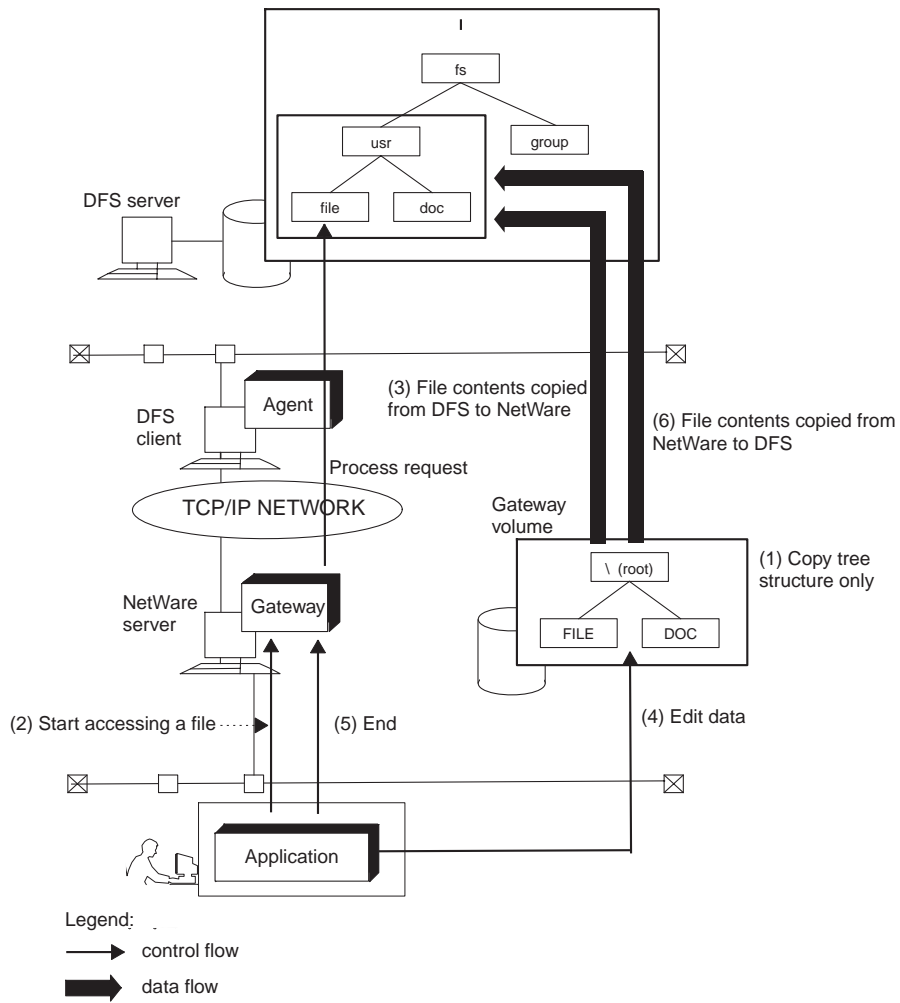 /
fs
usr
group
file
doc
DFS server
Agent
DFS
client
(3) File contents copied
from DFS to NetWare
(6) File contents copied from
NetWare to DFS
Process request
TCP/IP NETWORK
Gateway
volume
\ (root)
(1) Copy tree
structure only
FILE
DOC
NetWare
server
Gateway
(2) Start accessing a file
(5) End
(4) Edit data
Application
Legend:
control flow
data flow